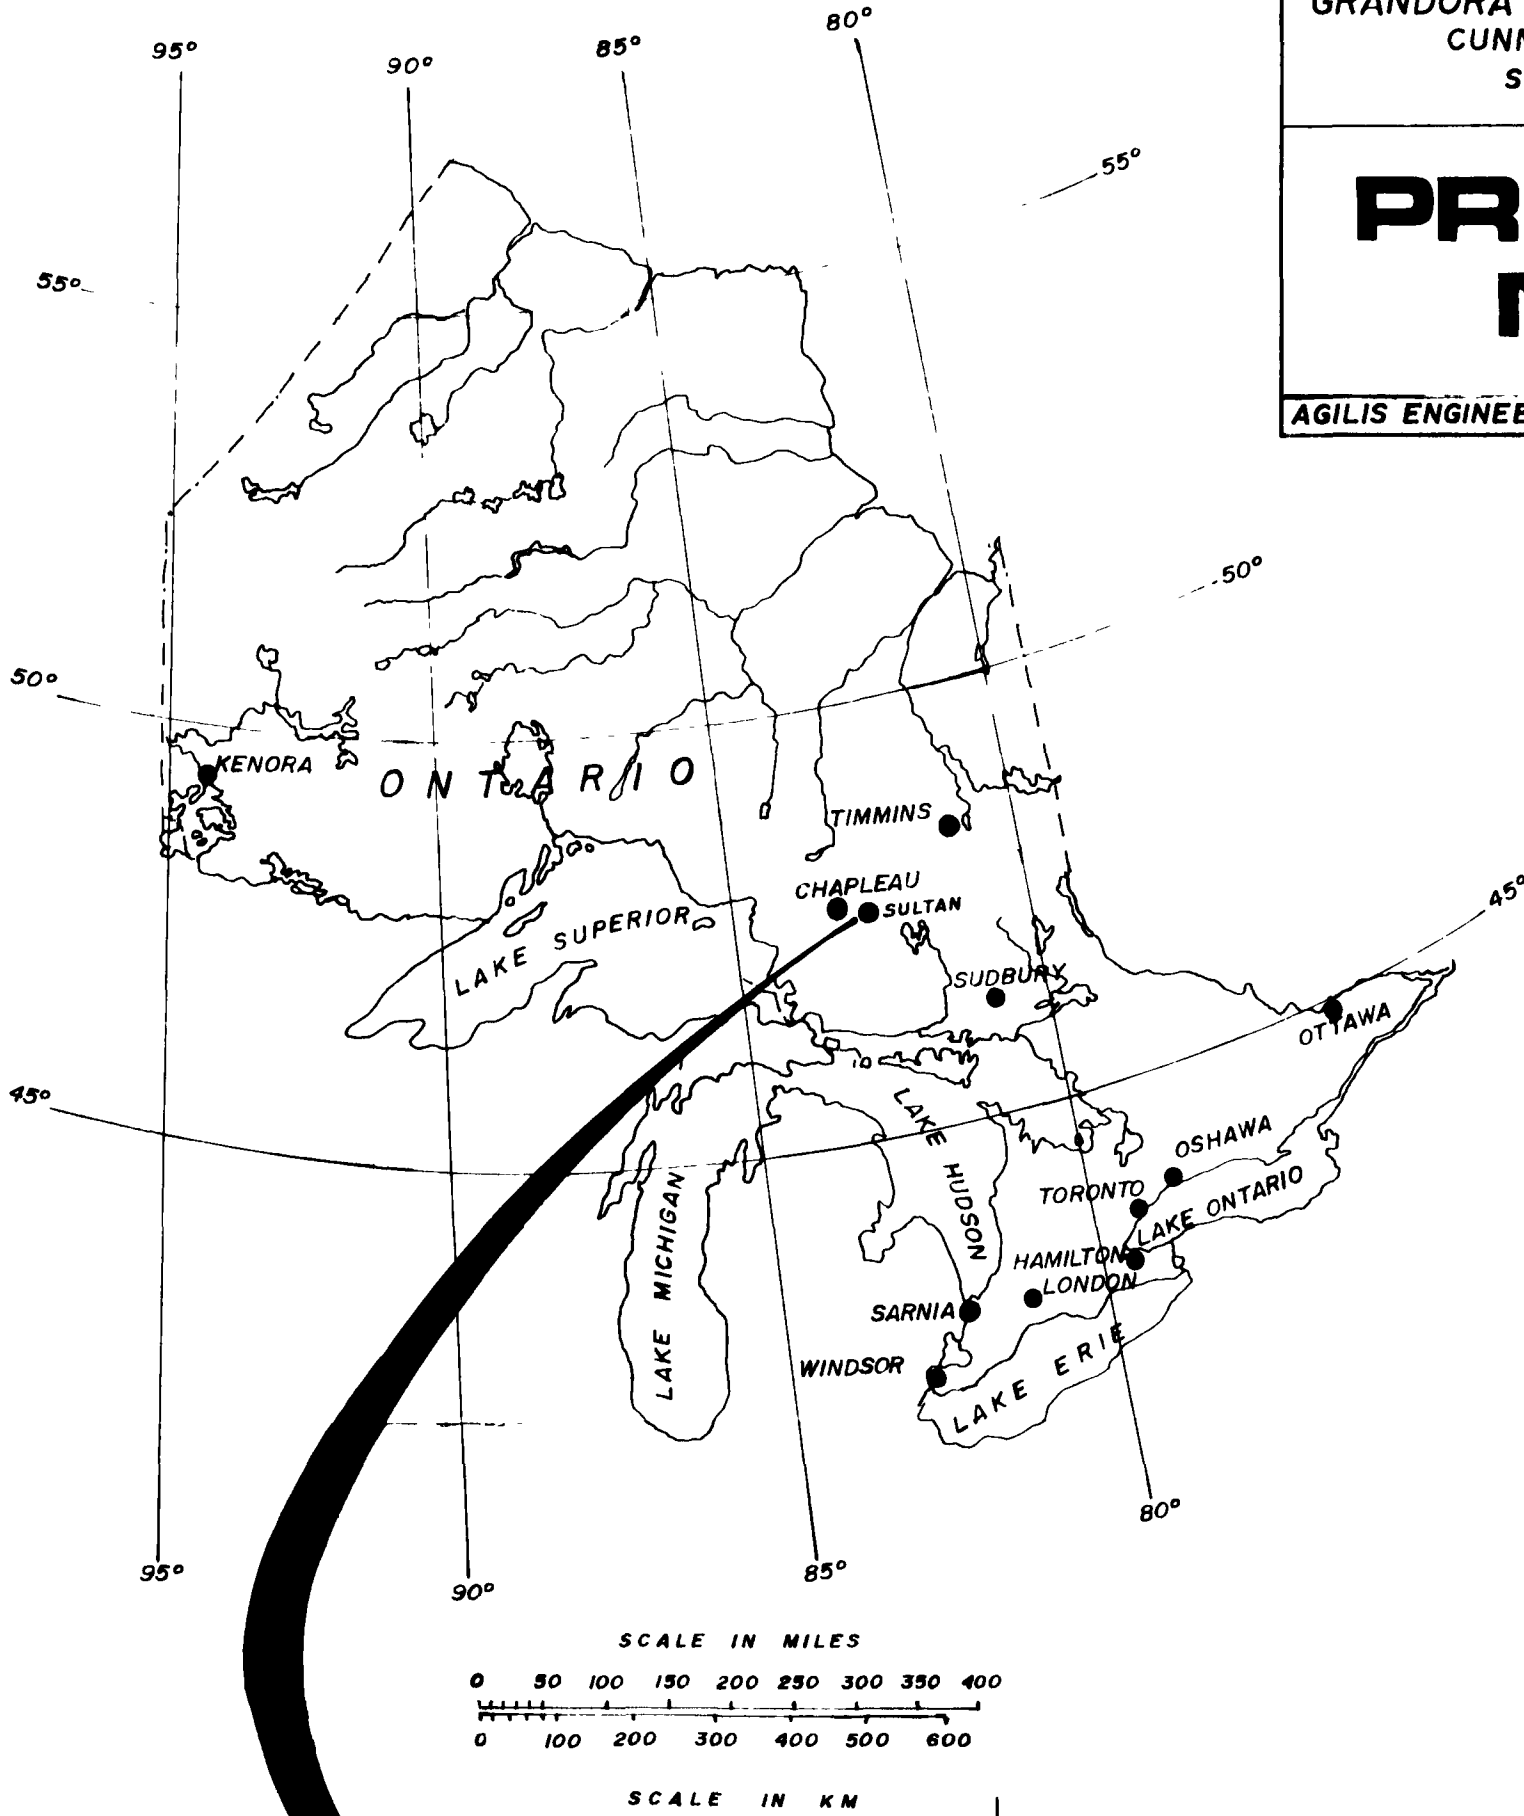 GRANDORA
CUNN
S
PR
AGILIS ENGINEE
80°
95°
90°
85°
55°
55°
50°
50°
KENORA
ONTARIO
TIMMINS
CHAPLEAU
SULTAN
45°
LAKE SUPERIOR
SUDBURY
OTTAWA
45°
LAKE HUDSON
OSHAWA
TORONTO
LAKE ONTARIO
LAKE MICHIGAN
HAMILTON
LONDON
SARNIA
WINDSOR
LAKE ERIE
80°
95°
90°
85°
SCALE IN MILES
0 50 100 150 200 250 300 350 400
0 100 200 300 400 500 600
SCALE IN KM